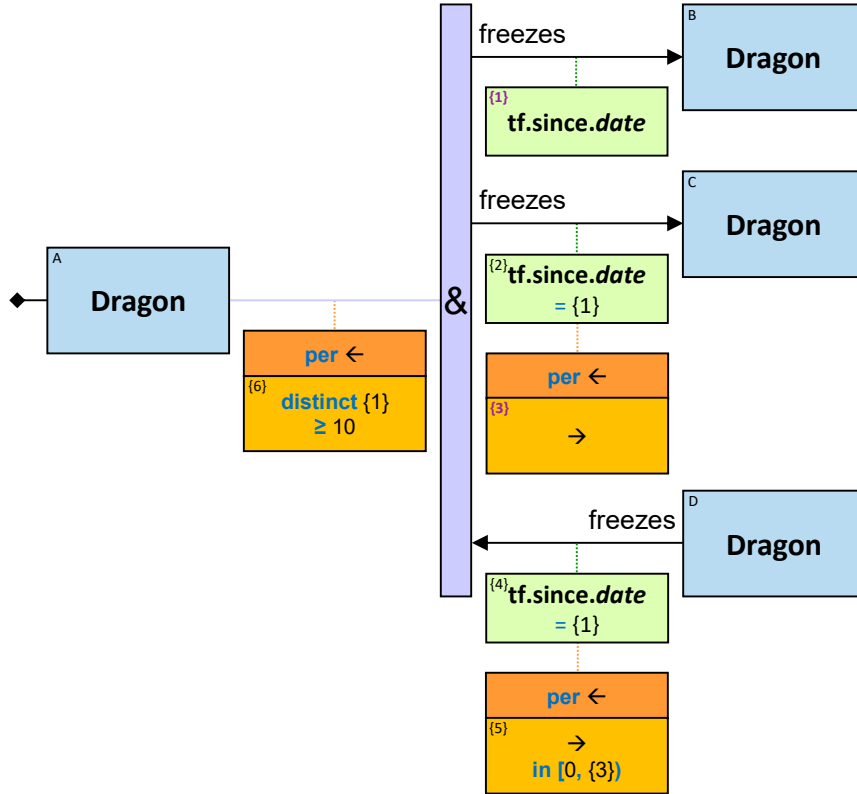 freezes
B
Dragon
{1}
tf.since.date
freezes
C
Dragon
{2}
tf.since.date
= {1}
A
Dragon
&
per ←
{6}
distinct {1}
≥ 10
per ←
{3}
→
freezes
D
Dragon
{4}
tf.since.date
= {1}
per ←
{5}
→
in [0, {3})